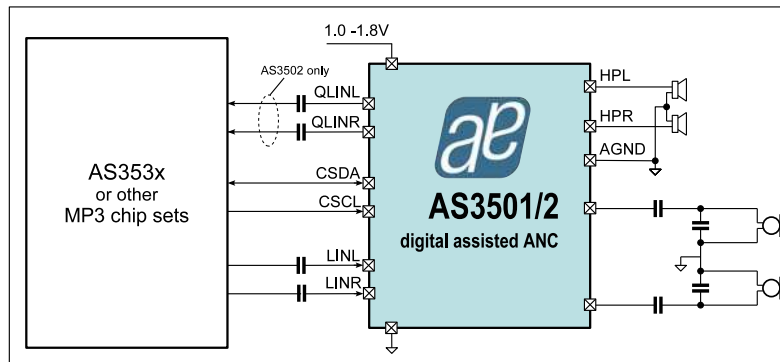 1.0 -1.8V
AS3502 only
QLINL
QLINR
CSDA
CSCL
LINL
LINR
AS353x
or other
MP3 chip sets
ae
AS3501/2
digital assisted ANC
HPL
HPR
AGND